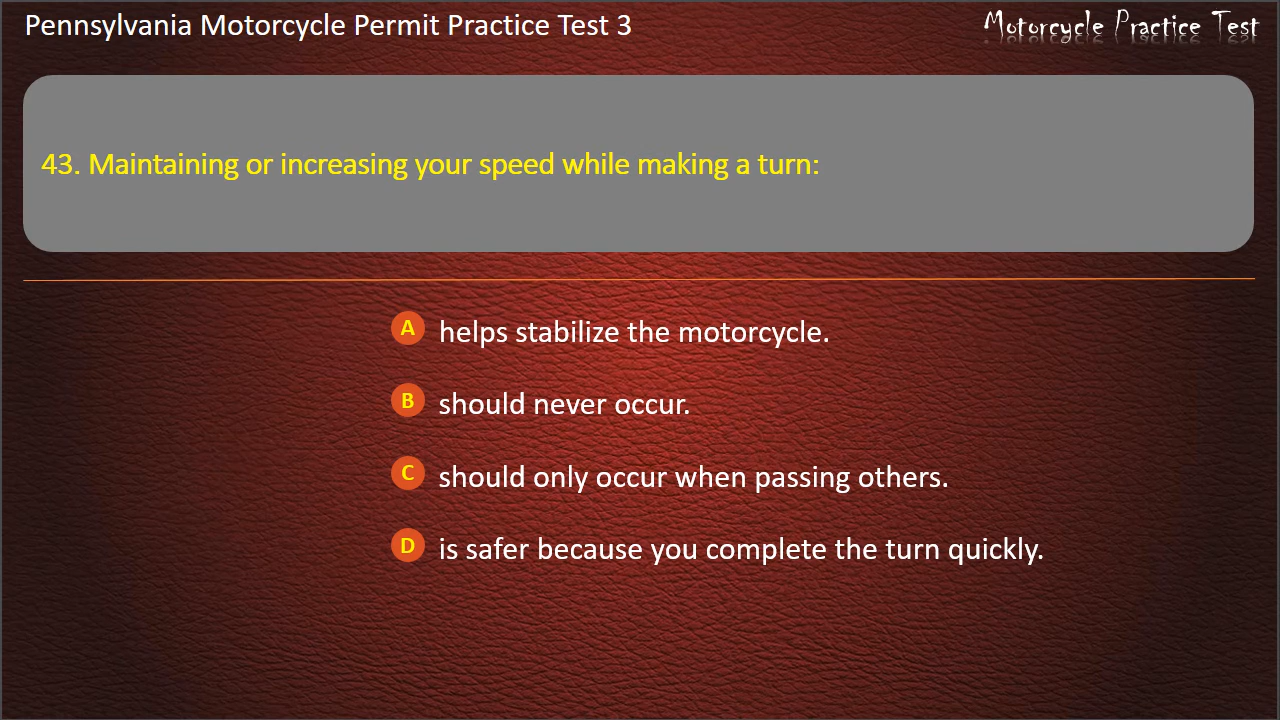 Pennsylvania Motorcycle Permit Practice Test 3
Motorcycle Practice Test
43. Maintaining or increasing your speed while making a turn:
A helps stabilize the motorcycle.
B should never occur.
C should only occur when passing others.
D is safer because you complete the turn quickly.